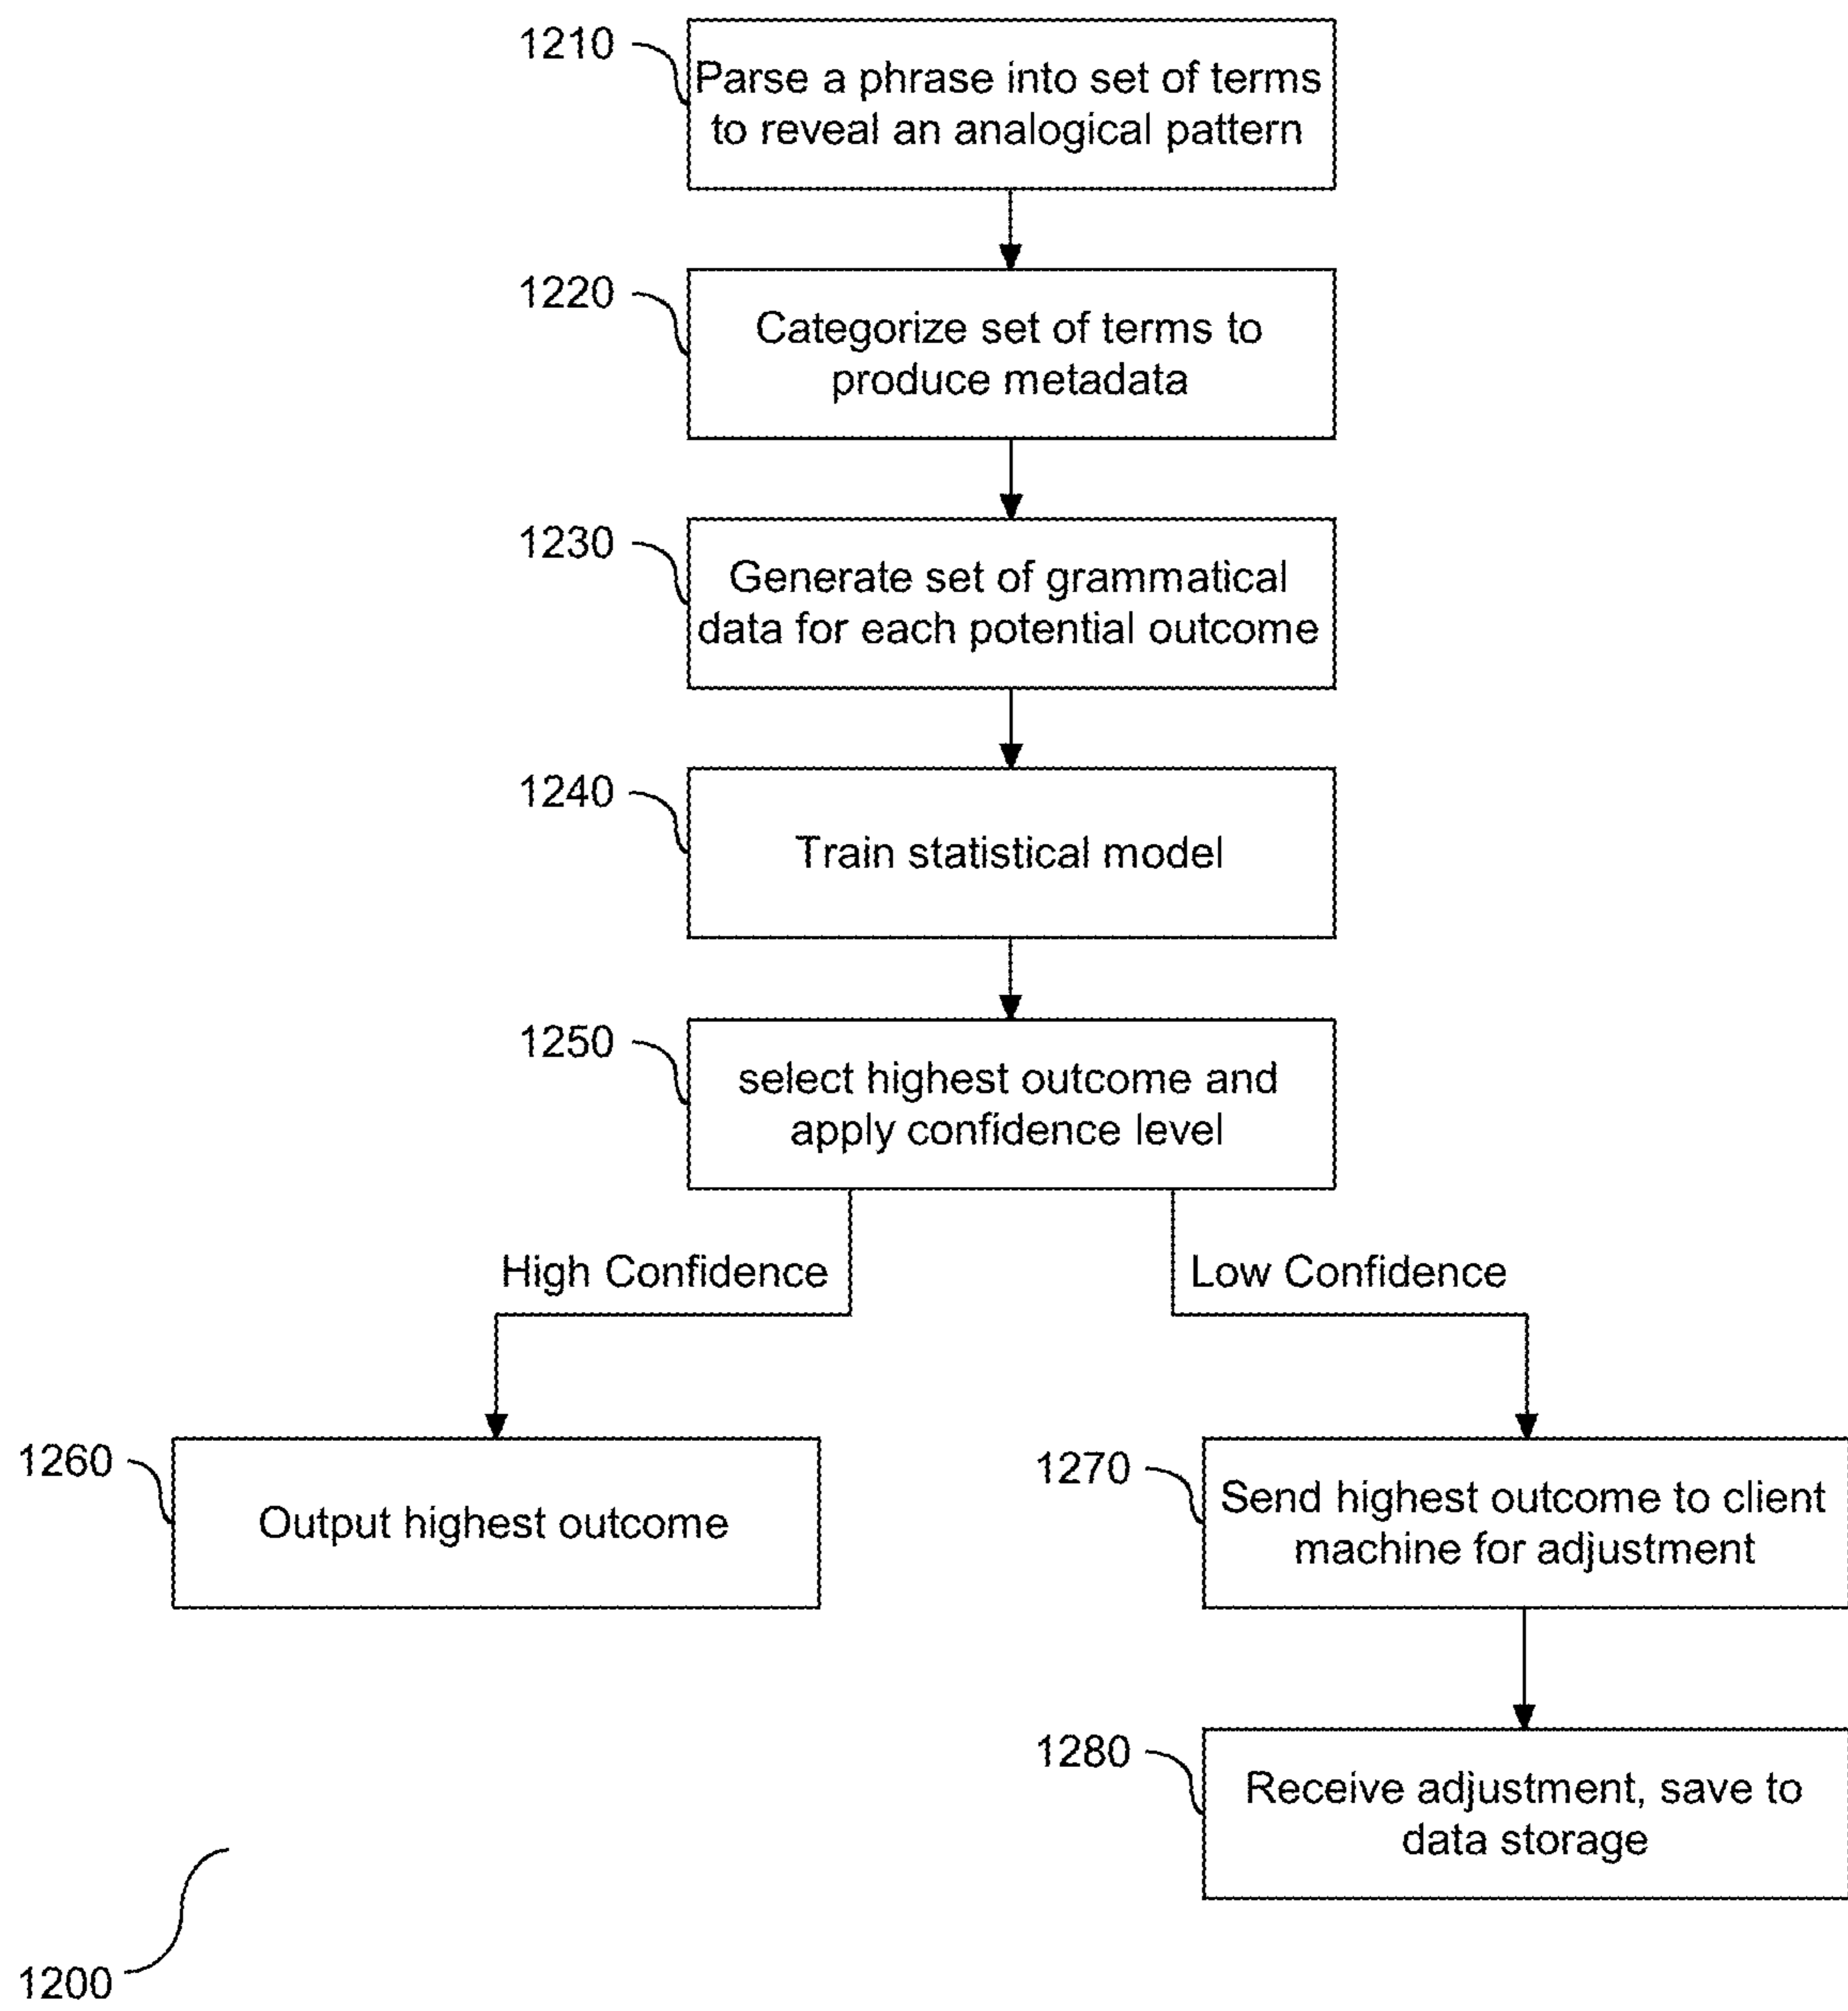 1210
Parse a phrase into set of terms
to reveal an analogical pattern
1220
Categorize set of terms to
produce metadata
1230
Generate set of grammatical
data for each potential outcome
1240
Train statistical model
1250
select highest outcome and
apply confidence level
High Confidence
Low Confidence
1260
Output highest outcome
1270
Send highest outcome to client
machine for adjustment
1280
Receive adjustment, save to
data storage
1200